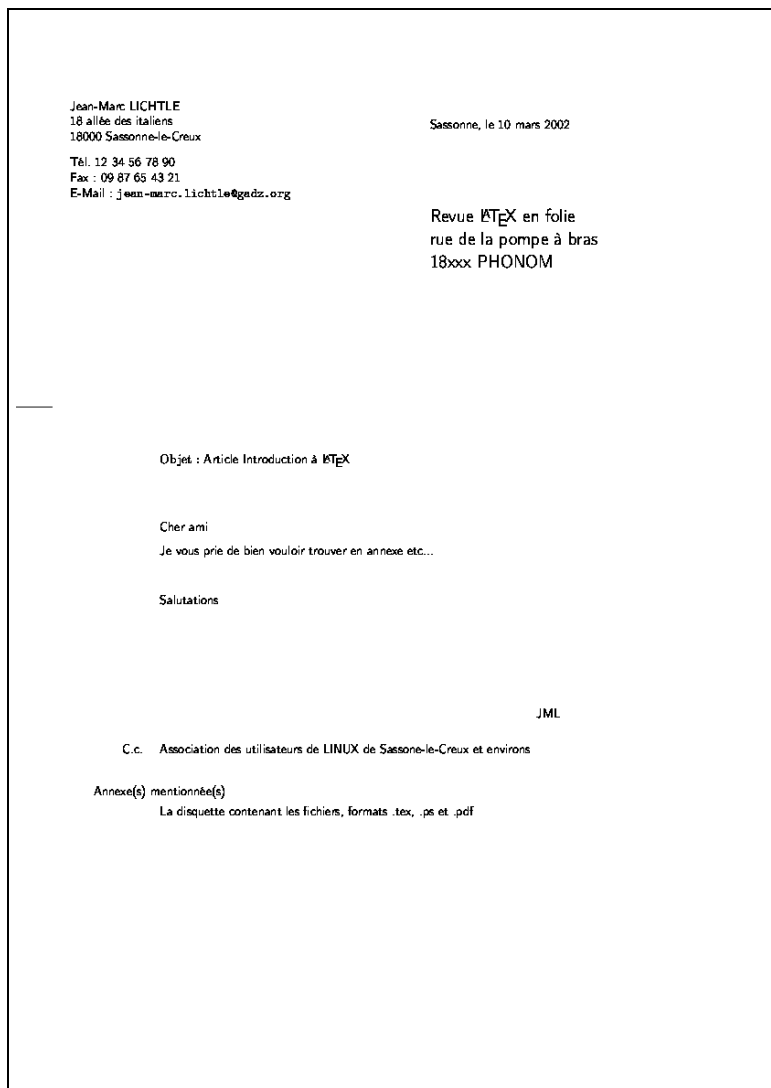 Jean-Marc LICHTLE
18 allée des italiens
18000 Sassonne-le-Creux
Sassonne, le 10 mars 2002
Tél. 12 34 56 78 90
Fax : 09 87 65 43 21
E-Mail : jean-marc.lichtle@gadz.org
Revue LATEX en folie
rue de la pompe à bras
18xxx PHONOM
Objet : Article Introduction à LATEX
Cher ami
Je vous prie de bien vouloir trouver en annexe etc...
Salutations
JML
C.c. Association des utilisateurs de LINUX de Sassone-le-Creux et environs
Annexe(s) mentionnée(s)
La disquette contenant les fichiers, formats .tex, .ps et .pdf